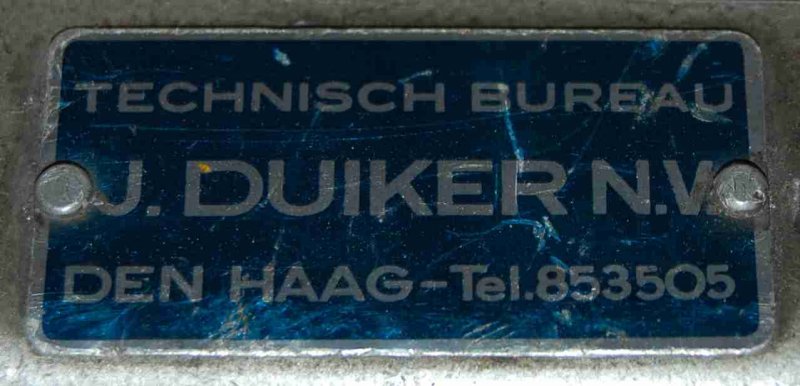 TECHNISCH BUREAU
J. DUIKER N.V.
DEN HAAG-Tel.853505